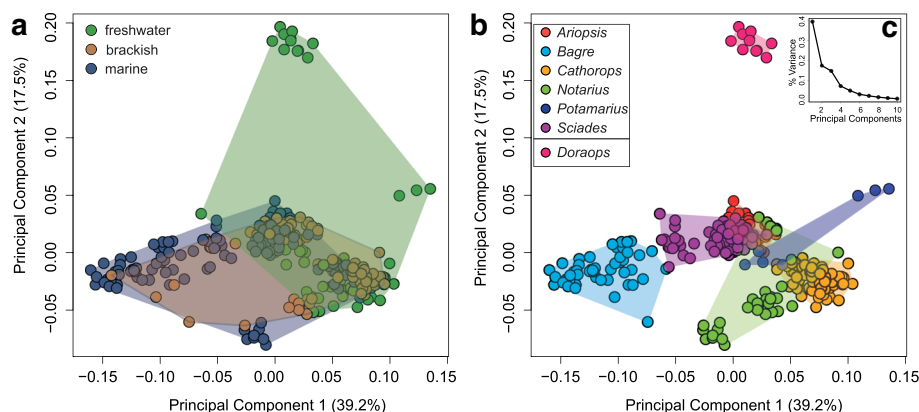 a
freshwater
brackish
marine
Principal Component 2 (17.5%)
0.20
0.15
0.10
0.05
0.00
−0.05
−0.15
−0.10
−0.05
0.00
0.05
0.10
0.15
Principal Component 1 (39.2%)
b
Ariopsis
Bagre
Cathorops
Notarius
Potamarius
Sciades
Doraops
Principal Component 2 (17.5%)
0.20
0.15
0.10
0.05
0.00
−0.05
−0.15
−0.10
−0.05
0.00
0.05
0.10
0.15
Principal Component 1 (39.2%)
c
% Variance
0.4
0.3
0.2
0.1
0.0
2
4
6
8
10
Principal Components